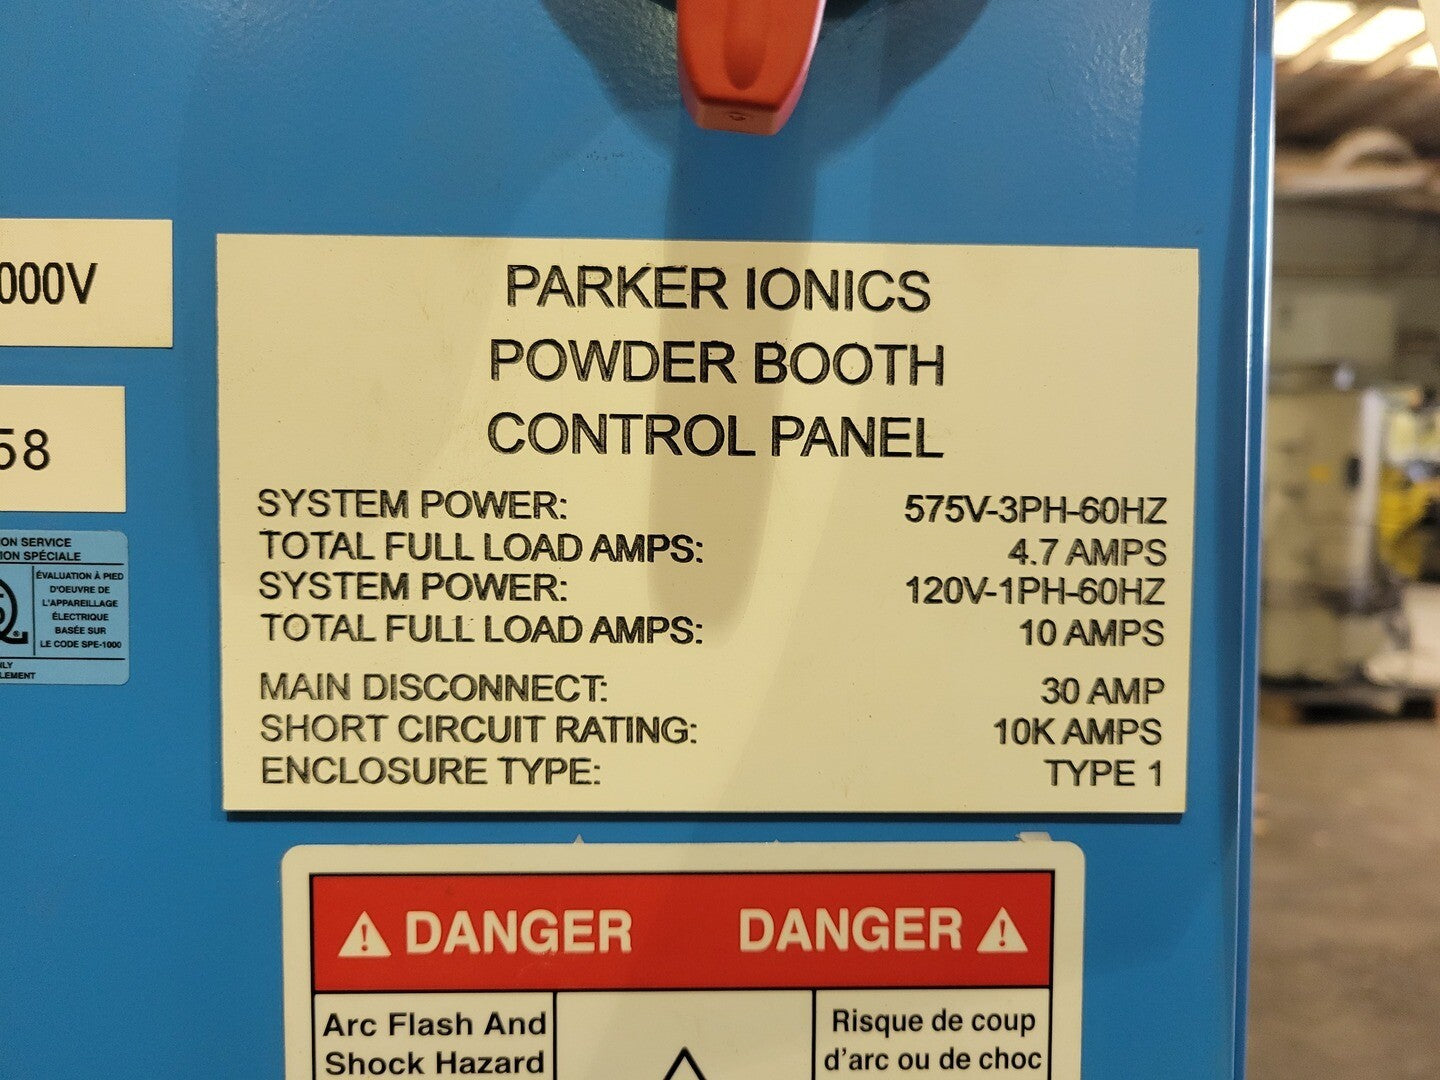 000V
58
ON SERVICE
ION SPÉCIALE
ÉVALUATION À PIED
D'OEUVRE DE
L'APPAREILLAGE
ÉLECTRIQUE
BASÉE SUR
LE CODE SPE-1000
NLY
LEMENT
PARKER IONICS
POWDER BOOTH
CONTROL PANEL
SYSTEM POWER: 575V-3PH-60HZ
TOTAL FULL LOAD AMPS: 4.7 AMPS
SYSTEM POWER: 120V-1PH-60HZ
TOTAL FULL LOAD AMPS: 10 AMPS
MAIN DISCONNECT: 30 AMP
SHORT CIRCUIT RATING: 10K AMPS
ENCLOSURE TYPE: TYPE 1
DANGER DANGER
Arc Flash And
Shock Hazard
Risque de coup
d'arc ou de choc